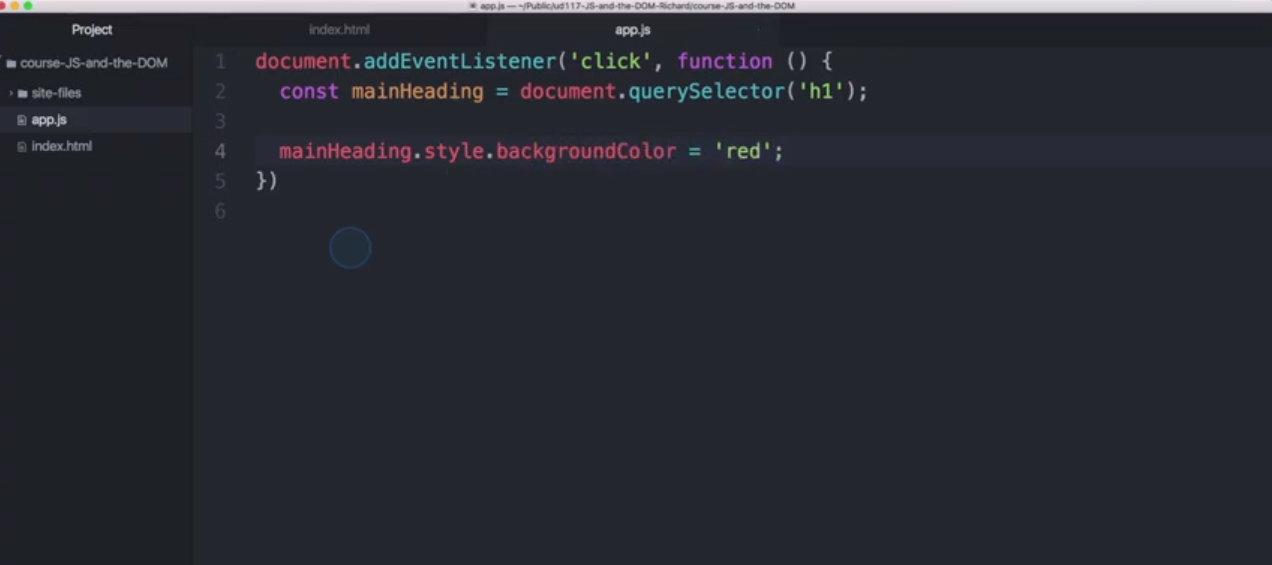 app.js — ~/Public/ud117-JS-and-the-DOM-Richard/course-JS-and-the-DOM
Project
index.html
app.js
course-JS-and-the-DOM
site-files
app.js
index.html
1 document.addEventListener('click', function () {
2 const mainHeading = document.querySelector('h1');
3
4 mainHeading.style.backgroundColor = 'red';
5 })
6